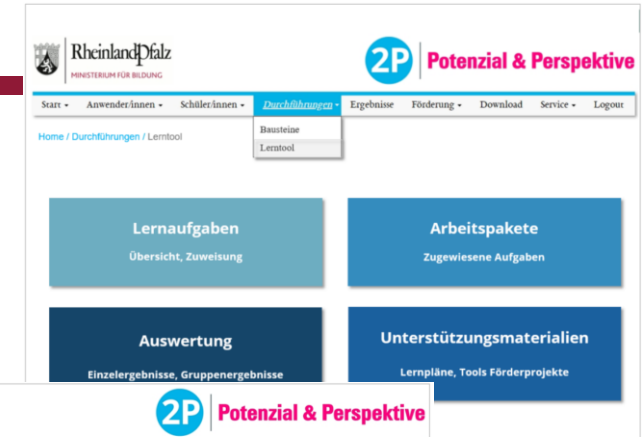 RheinlandPfalz
MINISTERIUM FÜR BILDUNG
2P Potenzial & Perspektive
Start Anwender/innen Schüler/innen Durchführungen Ergebnisse Förderung Download Service Logout
Home / Durchführungen / Lerntool
Bausteine
Lerntool
Lernaufgaben
Übersicht, Zuweisung
Arbeitspakete
Zugewiesene Aufgaben
Auswertung
Einzelergebnisse, Gruppenergebnisse
Unterstützungsmaterialien
Lernpläne, Tools Förderprojekte
2P Potenzial & Perspektive